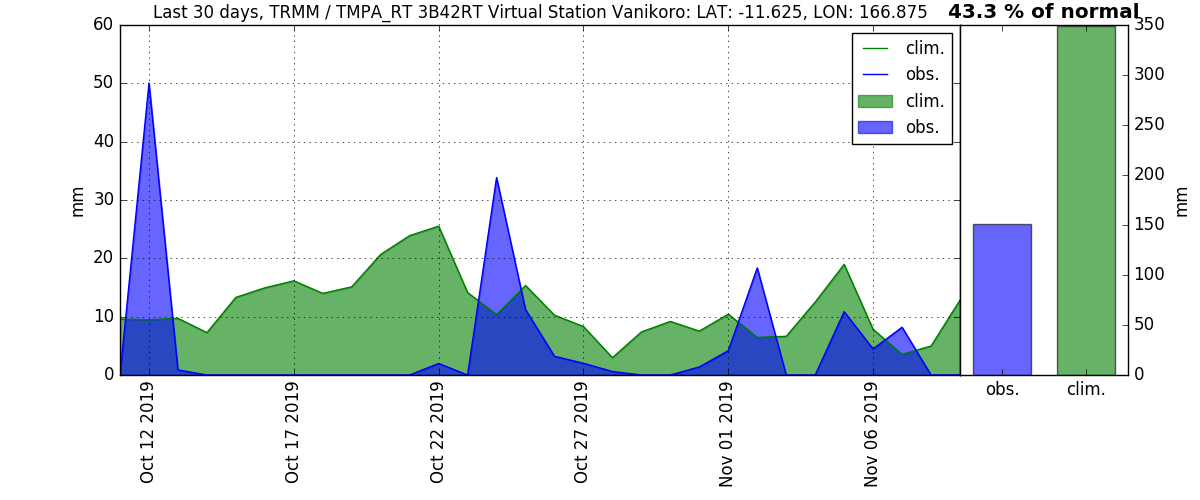 Last 30 days, TRMM / TMPA_RT 3B42RT Virtual Station Vanikoro: LAT: -11.625, LON: 166.875
43.3 % of normal
60
50
40
30
20
10
0
mm
clim.
obs.
clim.
obs.
Oct 12 2019
Oct 17 2019
Oct 22 2019
Oct 27 2019
Nov 01 2019
Nov 06 2019
350
300
250
200
150
100
50
0
mm
obs.
clim.